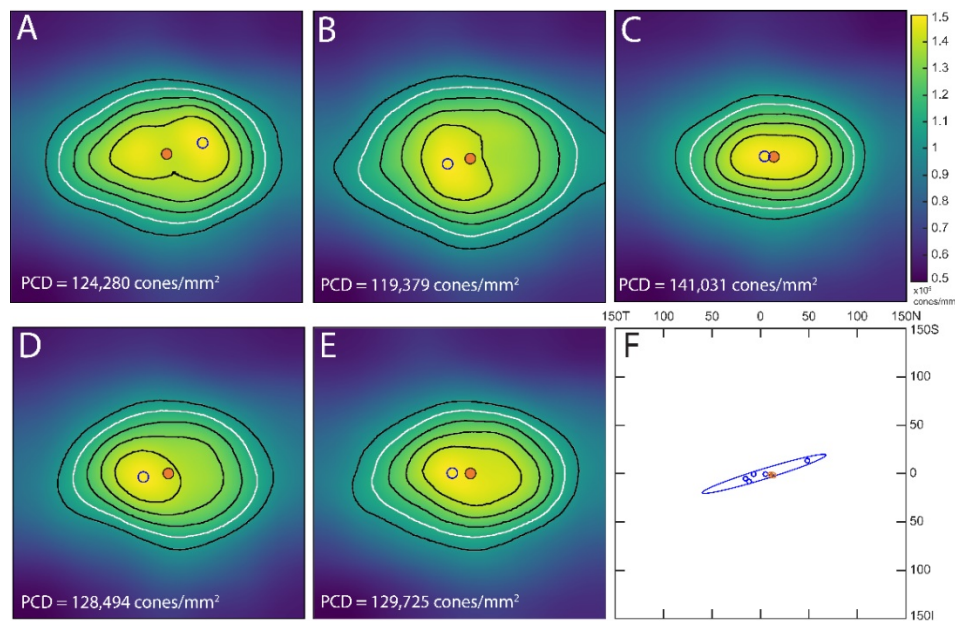 A
PCD = 124,280 cones/mm²
B
PCD = 119,379 cones/mm²
C
PCD = 141,031 cones/mm²
1.5
1.4
1.3
1.2
1.1
1
0.9
0.8
0.7
0.6
0.5
cones/mm
D
PCD = 128,494 cones/mm²
E
PCD = 129,725 cones/mm²
F
150T 100 50 0 50 100 150N
150S
100
50
0
50
100
150I